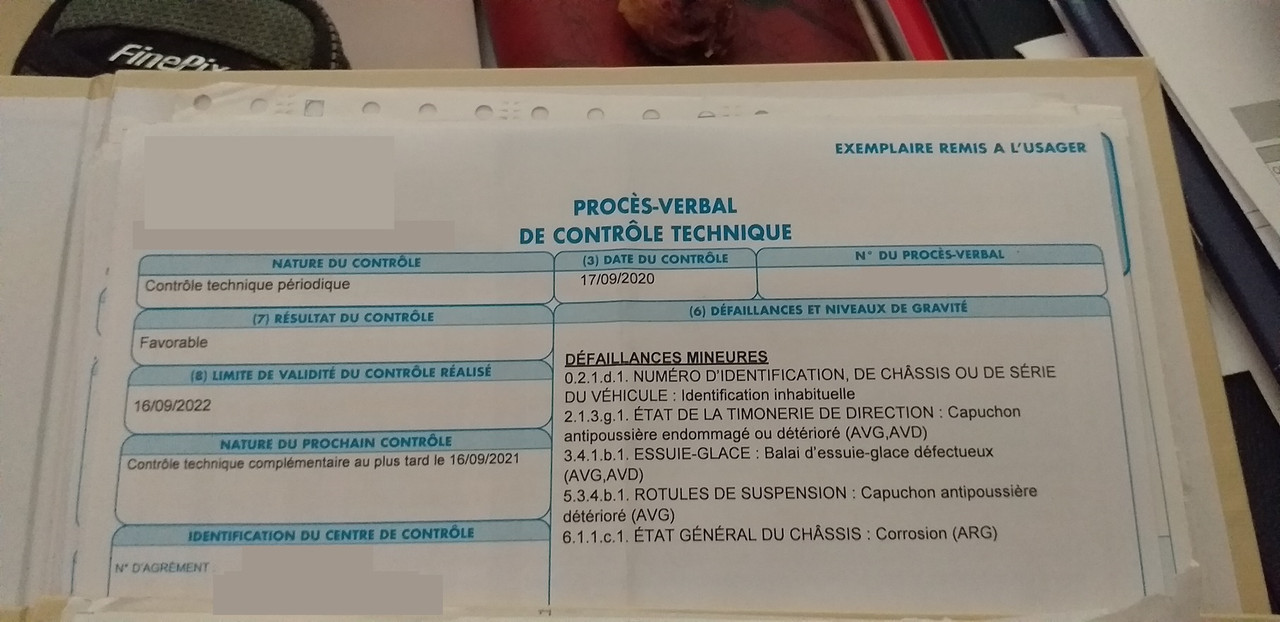 FinePix
EXEMPLAIRE REMIS A L'USAGER
PROCÈS-VERBAL
DE CONTRÔLE TECHNIQUE
NATURE DU CONTRÔLE
Contrôle technique périodique
(3) DATE DU CONTRÔLE
17/09/2020
N° DU PROCÈS-VERBAL
(7) RÉSULTAT DU CONTRÔLE
Favorable
(8) LIMITE DE VALIDITÉ DU CONTRÔLE RÉALISÉ
16/09/2022
NATURE DU PROCHAIN CONTRÔLE
Contrôle technique complémentaire au plus tard le 16/09/2021
IDENTIFICATION DU CENTRE DE CONTRÔLE
N° D'AGRÉMENT
(6) DÉFAILLANCES ET NIVEAUX DE GRAVITÉ
DÉFAILLANCES MINEURES
0.2.1.d.1. NUMÉRO D'IDENTIFICATION, DE CHÂSSIS OU DE SÉRIE
DU VÉHICULE : Identification inhabituelle
2.1.3.g.1. ÉTAT DE LA TIMONERIE DE DIRECTION : Capuchon
antipoussière endommagé ou détérioré (AVG,AVD)
3.4.1.b.1. ESSUIE-GLACE : Balai d'essuie-glace défectueux
(AVG,AVD)
5.3.4.b.1. ROTULES DE SUSPENSION : Capuchon antipoussière
détérioré (AVG)
6.1.1.c.1. ÉTAT GÉNÉRAL DU CHÂSSIS : Corrosion (ARG)